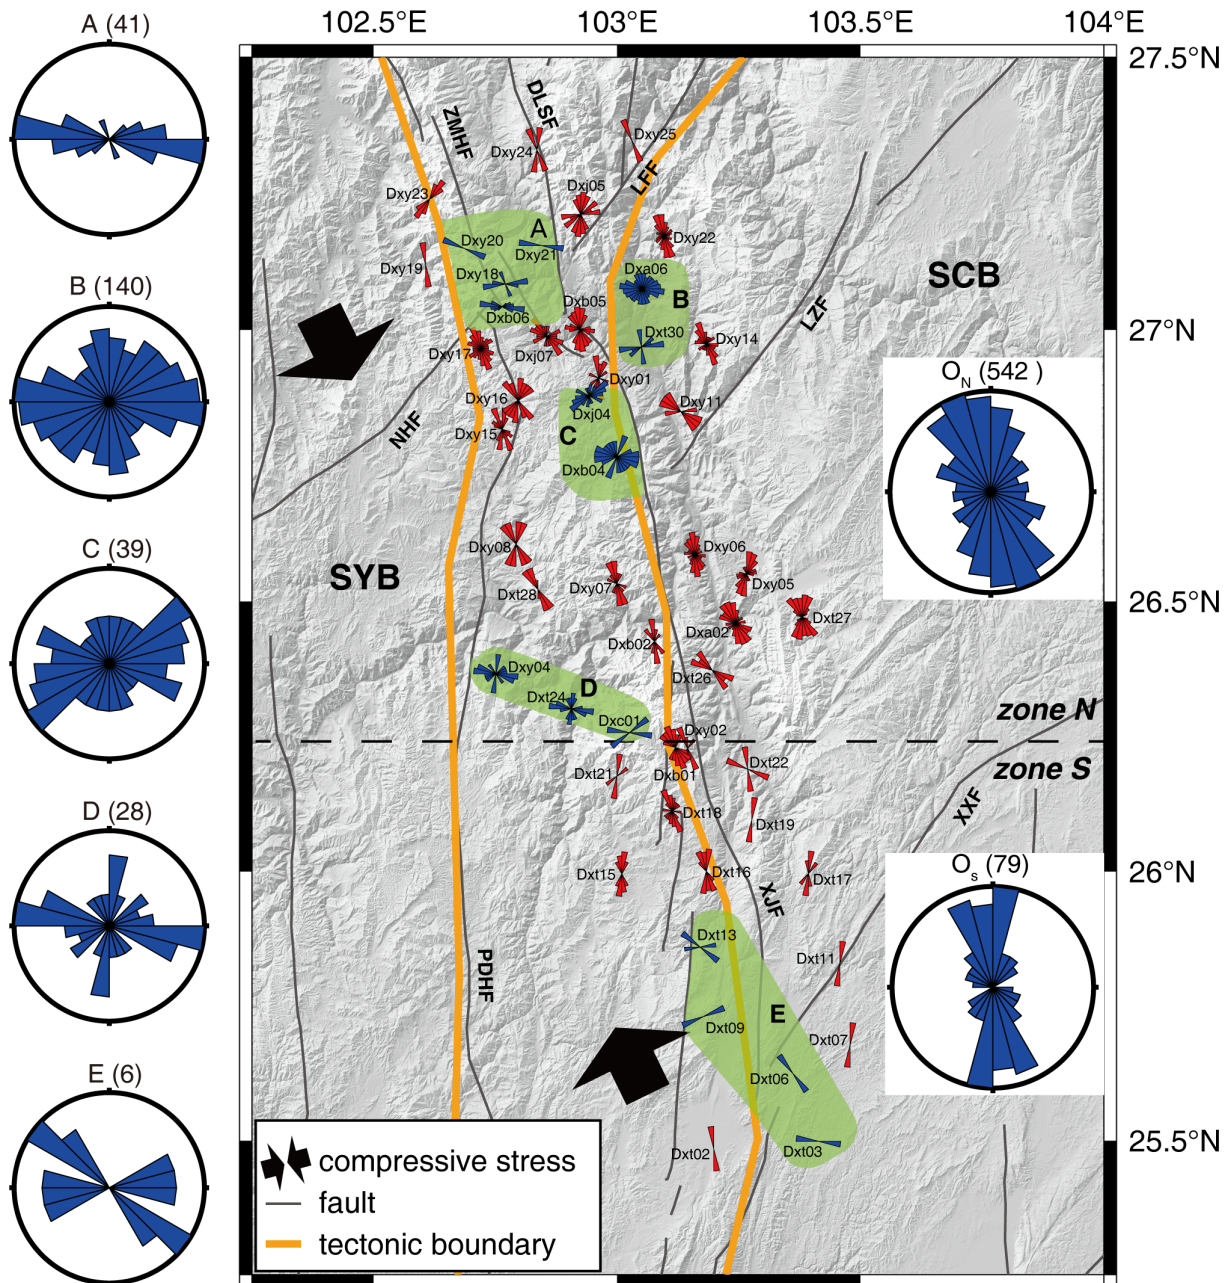 102.5°E
103°E
103.5°E
104°E
27.5°N
27°N
26.5°N
26°N
25.5°N
A (41)
B (140)
C (39)
D (28)
E (6)
ZMHF
DLSF
Dxy24
Dxy25
LFF
Dxj05
Dxy23
A
Dxy20
Dxy21
Dxy22
Dxy19
Dxy18
Dxa06
SCB
Dxb06
Dxb05
B
LZF
Dxt30
Dxy14
Dxy17
Dxj07
Dxy01
O_N (542 )
Dxy16
Dxj04
Dxy11
NHF
Dxy15
C
Dxb04
Dxy08
Dxy06
SYB
Dxy07
Dxy05
Dxt28
Dxt27
Dxb02
Dxa02
Dxy04
Dxt26
D
Dxt24
Dxc01
zone N
Dxy02
zone S
Dxt21
Dxb01
Dxt22
XXF
Dxt18
Dxt19
Dxt15
Dxt16
Dxt17
O_s (79)
XJF
Dxt13
Dxt11
PDHF
E
Dxt09
Dxt07
Dxt06
Dxt02
Dxt03
compressive stress
fault
tectonic boundary